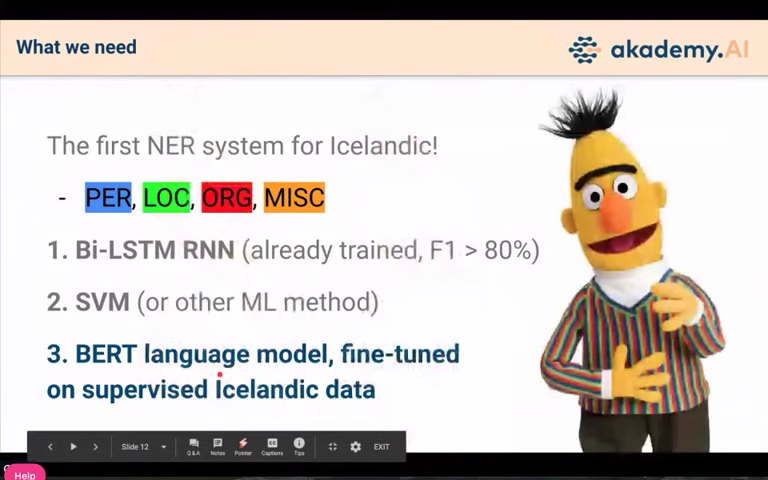 What we need
akademy.AI
The first NER system for Icelandic!
- PER, LOC, ORG, MISC
1. Bi-LSTM RNN (already trained, F1 > 80%)
2. SVM (or other ML method)
3. BERT language model, fine-tuned
on supervised Icelandic data
Slide 12
Q & A
Notes
Pointer
Captions
Tips
EXIT
Help